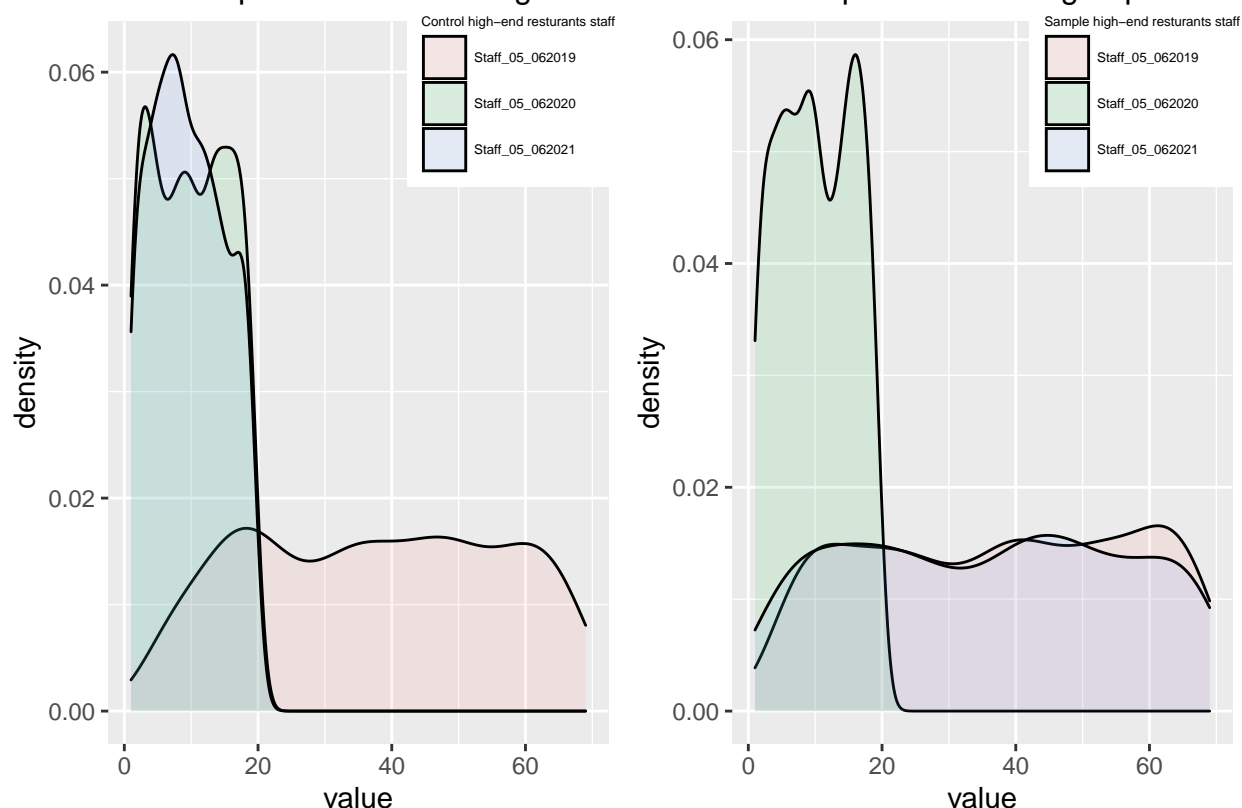 Control high−end resturants staff
Staff_05_062019
Staff_05_062020
Staff_05_062021
0.06
0.04
0.02
0.00
density
0
20
40
60
value
Sample high−end resturants staff
Staff_05_062019
Staff_05_062020
Staff_05_062021
0.06
0.04
0.02
0.00
density
0
20
40
60
value